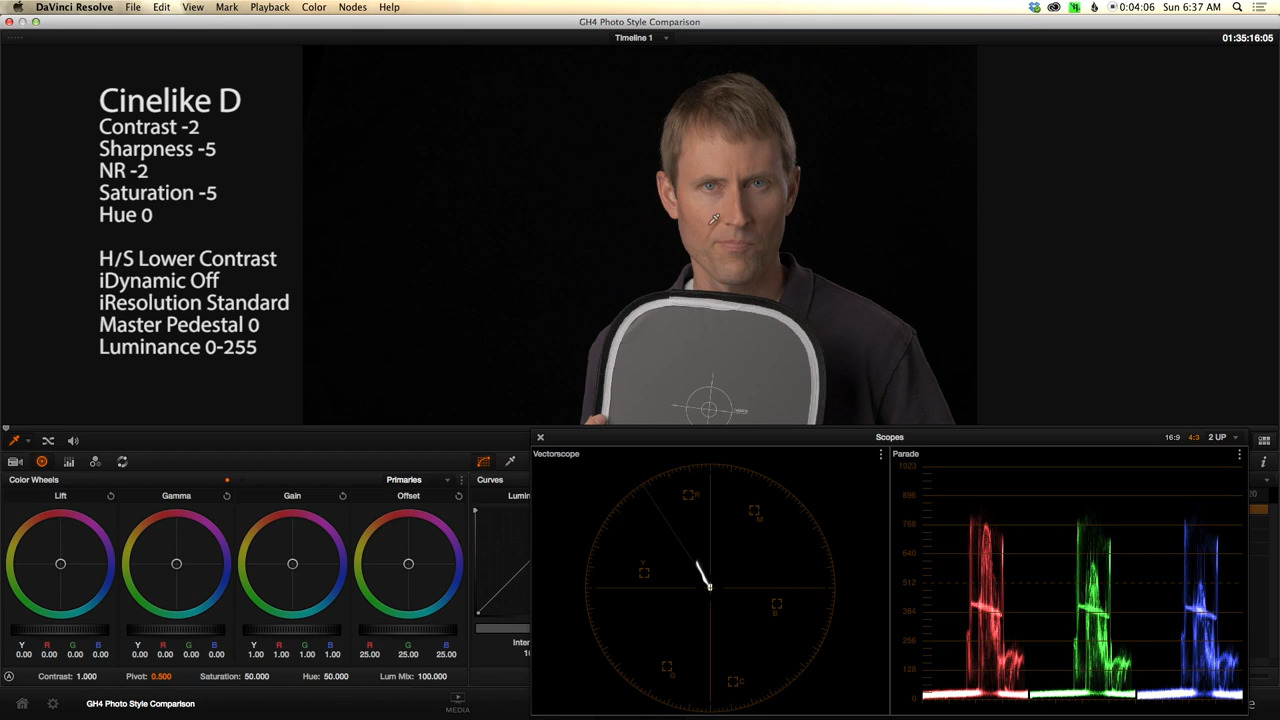 DaVinci Resolve File Edit View Mark Playback Color Nodes Help 0:04:06 Sun 6:37 AM
GH4 Photo Style Comparison
Timeline 1 01:35:16:05
Cinelike D
Contrast -2
Sharpness -5
NR -2
Saturation -5
Hue 0
H/S Lower Contrast
iDynamic Off
iResolution Standard
Master Pedestal 0
Luminance 0-255
Scopes 16:9 4:3 2 UP
Vectorscope Parade
Color Wheels Primaries Curves
Lift Gamma Gain Offset Lumin
R M Y B G C
1023
896
768
640
512
384
256
128
0
20
Y R G B Y R G B Y R G B R G B
0.00 0.00 0.00 0.00 0.00 0.00 0.00 0.00 1.00 1.00 1.00 1.00 25.00 25.00 25.00
Inter
A Contrast: 1.000 Pivot: 0.500 Saturation: 50.000 Hue: 50.000 Lum Mix: 100.000
GH4 Photo Style Comparison MEDIA